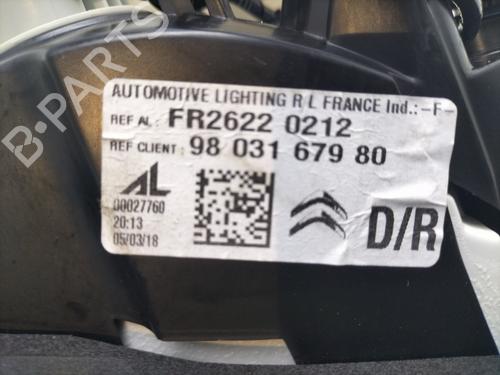 AUTOMOTIVE LIGHTING R L FRANCE Ind.: -F-
REF AL : FR2622 0212
REF CLIENT : 98 031 679 80
AL
00027760
20:13
05/03/18
D/R
B-PARTS